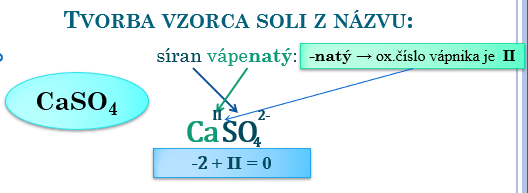 TVORBA VZORCA SOLI Z NÁZVU:
síran vápenatý: -natý → ox.číslo vápnika je II
CaSO4
II 2-
CaSO4
-2 + II = 0